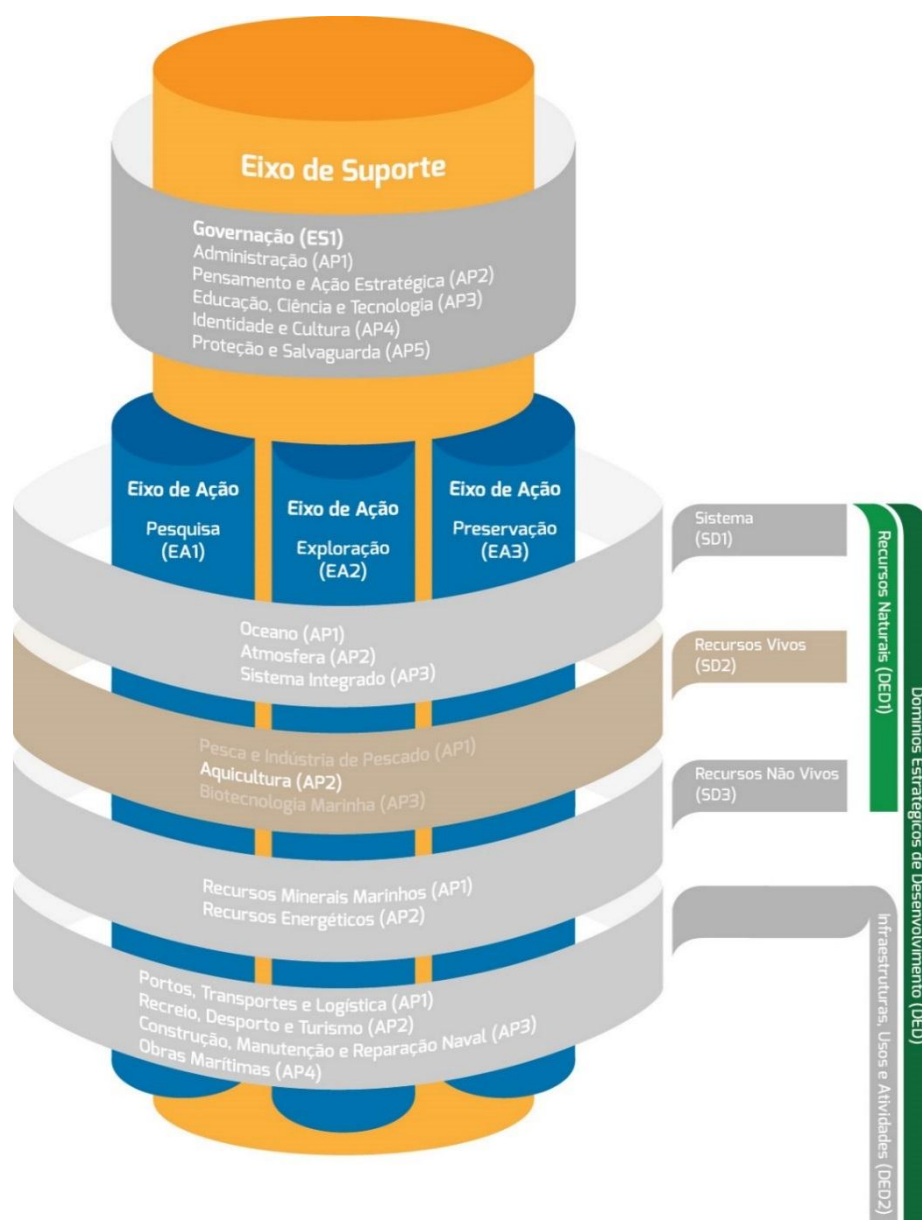 Eixo de Suporte
Governação (ES1)
Administração (AP1)
Pensamento e Ação Estratégica (AP2)
Educação, Ciência e Tecnologia (AP3)
Identidade e Cultura (AP4)
Proteção e Salvaguarda (AP5)
Eixo de Ação
Pesquisa
(EA1)
Eixo de Ação
Exploração
(EA2)
Eixo de Ação
Preservação
(EA3)
Oceano (AP1)
Atmosfera (AP2)
Sistema Integrado (AP3)
Sistema
(SD1)
Pesca e Indústria de Pescado (AP1)
Aquicultura (AP2)
Biotecnologia Marinha (AP3)
Recursos Vivos
(SD2)
Recursos Minerais Marinhos (AP1)
Recursos Energéticos (AP2)
Recursos Não Vivos
(SD3)
Portos, Transportes e Logística (AP1)
Recreio, Desporto e Turismo (AP2)
Construção, Manutenção e Reparação Naval (AP3)
Obras Marítimas (AP4)
Recursos Naturais (DED1)
Infraestruturas, Usos e Atividades (DED2)
Domínios Estratégicos de Desenvolvimento (DED)